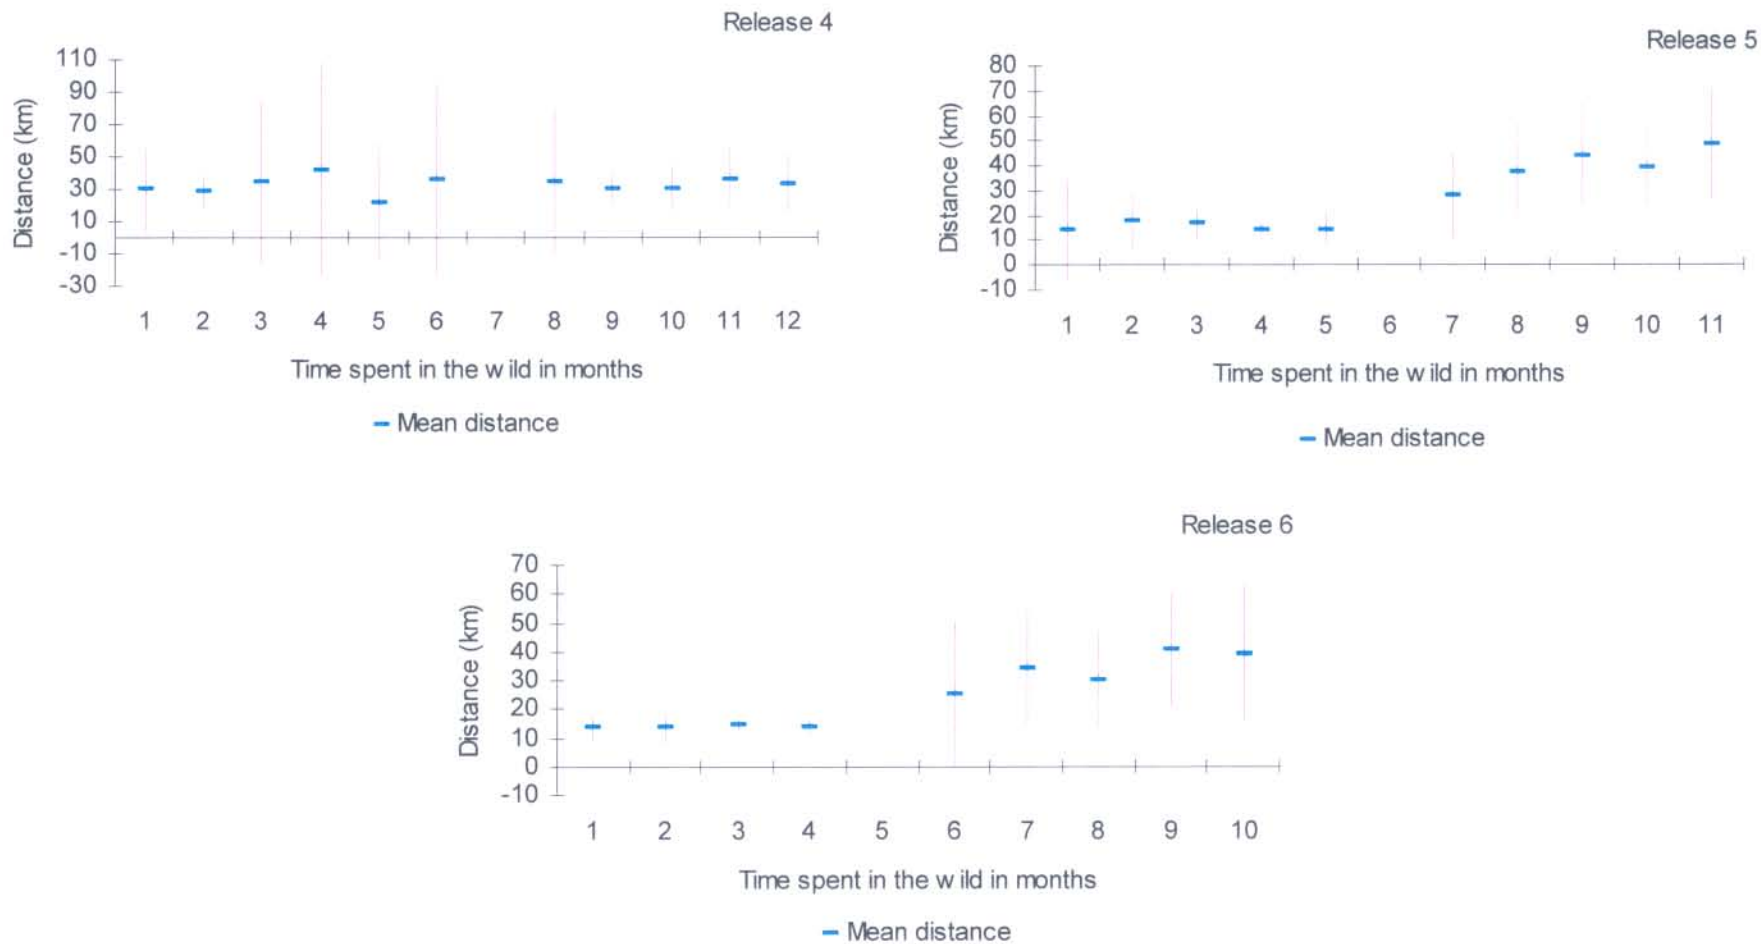 Release 4
110
90
70
50
30
10
-10
-30
Distance (km)
1 2 3 4 5 6 7 8 9 10 11 12
Time spent in the wild in months
Mean distance
Release 5
80
70
60
50
40
30
20
10
0
-10
Distance (km)
1 2 3 4 5 6 7 8 9 10 11
Time spent in the wild in months
Mean distance
Release 6
70
60
50
40
30
20
10
0
-10
Distance (km)
1 2 3 4 5 6 7 8 9 10
Time spent in the wild in months
Mean distance